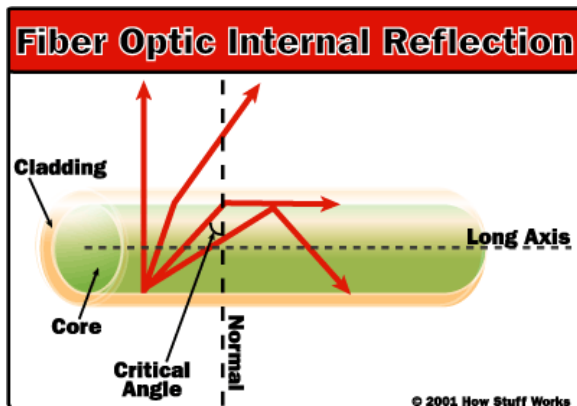 Fiber Optic Internal Reflection
Cladding
Long Axis
Core
Critical
Angle
Normal
© 2001 How Stuff Works